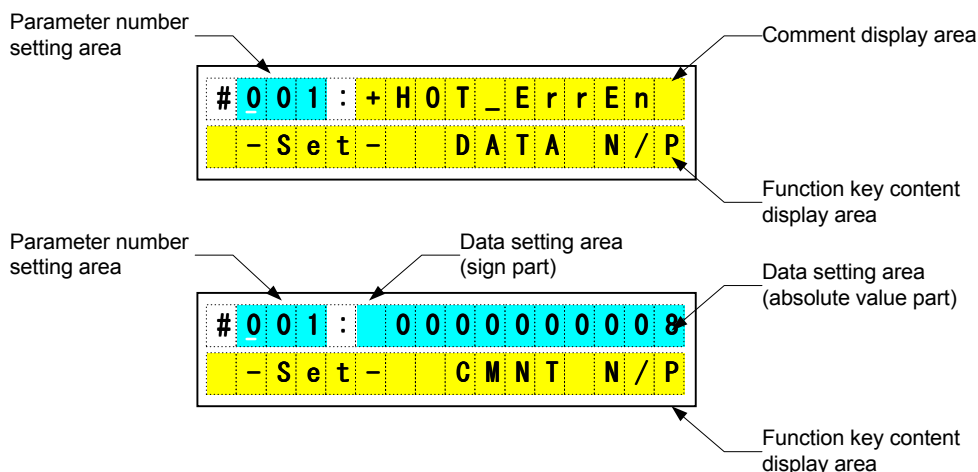 Parameter number
setting area
Comment display area
#001:+HOT_ErrEn
-Set- DATA N/P
Function key content
display area
Parameter number
setting area
Data setting area
(sign part)
Data setting area
(absolute value part)
#001: 0000000008
-Set- CMNT N/P
Function key content
display area